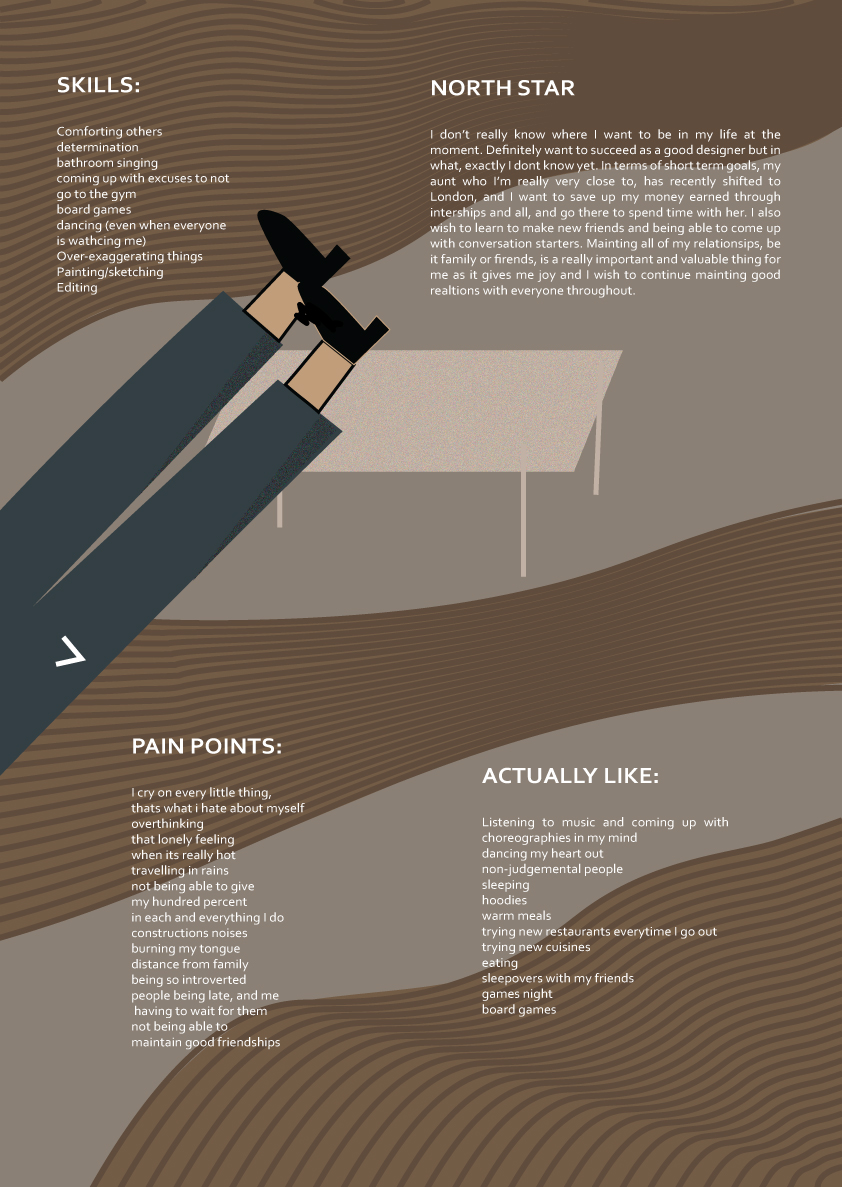 SKILLS:
Comforting others
determination
bathroom singing
coming up with excuses to not
go to the gym
board games
dancing (even when everyone
is wathcing me)
Over-exaggerating things
Painting/sketching
Editing
NORTH STAR
I don't really know where I want to be in my life at the
moment. Definitely want to succeed as a good designer but in
what, exactly I dont know yet. In terms of short term goals, my
aunt who I'm really very close to, has recently shifted to
London, and I want to save up my money earned through
interships and all, and go there to spend time with her. I also
wish to learn to make new friends and being able to come up
with conversation starters. Mainting all of my relationsips, be
it family or firends, is a really important and valuable thing for
me as it gives me joy and I wish to continue mainting good
realtions with everyone throughout.
PAIN POINTS:
I cry on every little thing,
thats what i hate about myself
overthinking
that lonely feeling
when its really hot
travelling in rains
not being able to give
my hundred percent
in each and everything I do
constructions noises
burning my tongue
distance from family
being so introverted
people being late, and me
having to wait for them
not being able to
maintain good friendships
ACTUALLY LIKE:
Listening to music and coming up with
choreographies in my mind
dancing my heart out
non-judgemental people
sleeping
hoodies
warm meals
trying new restaurants everytime I go out
trying new cuisines
eating
sleepovers with my friends
games night
board games